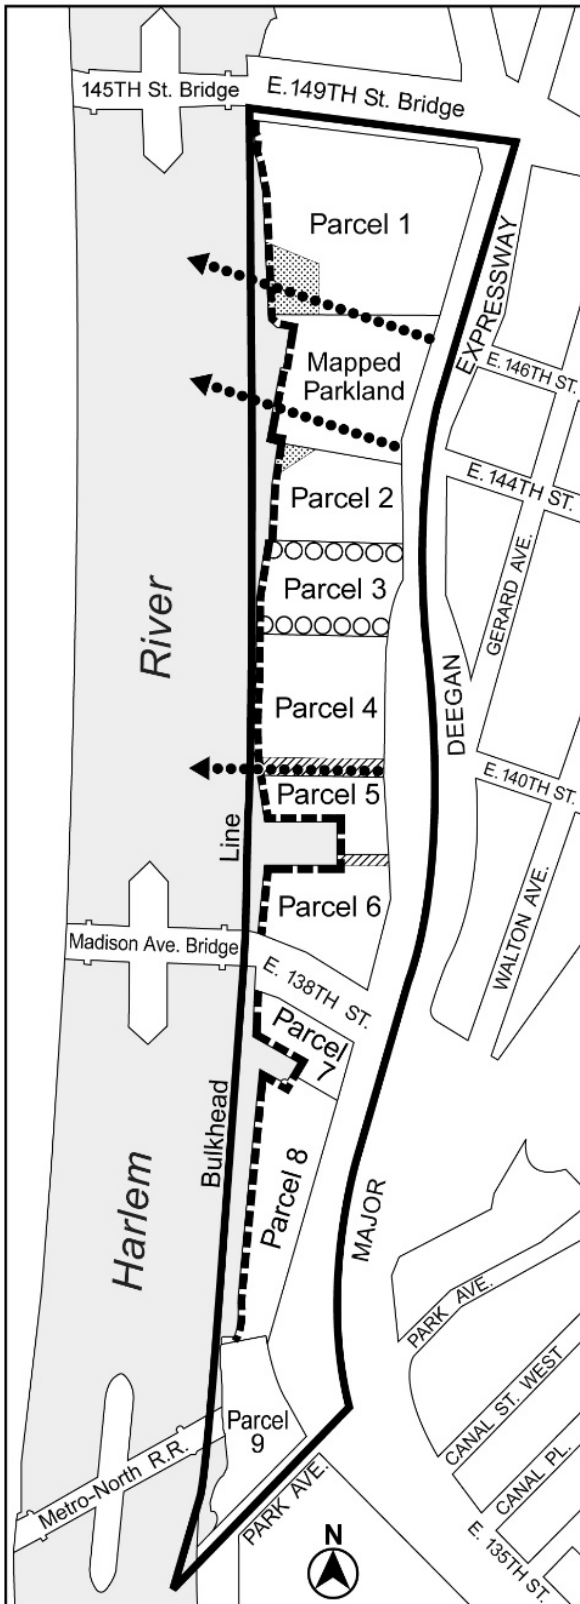 145TH St. Bridge
E.149TH St. Bridge
Parcel 1
EXPRESSWAY
Mapped
Parkland
E.146TH ST.
E.144TH ST.
Parcel 2
GERARD AVE.
Parcel 3
River
DEEGAN
Parcel 4
E.140TH ST.
Parcel 5
Line
WALTON AVE.
Parcel 6
Madison Ave. Bridge
E. 138TH ST.
Parcel
7
Bulkhead
Parcel 8
Harlem
MAJOR
PARK AVE.
CANAL ST. WEST
Parcel
9
Metro-North R.R.
CANAL PL.
PARK AVE.
E. 135TH ST.
N